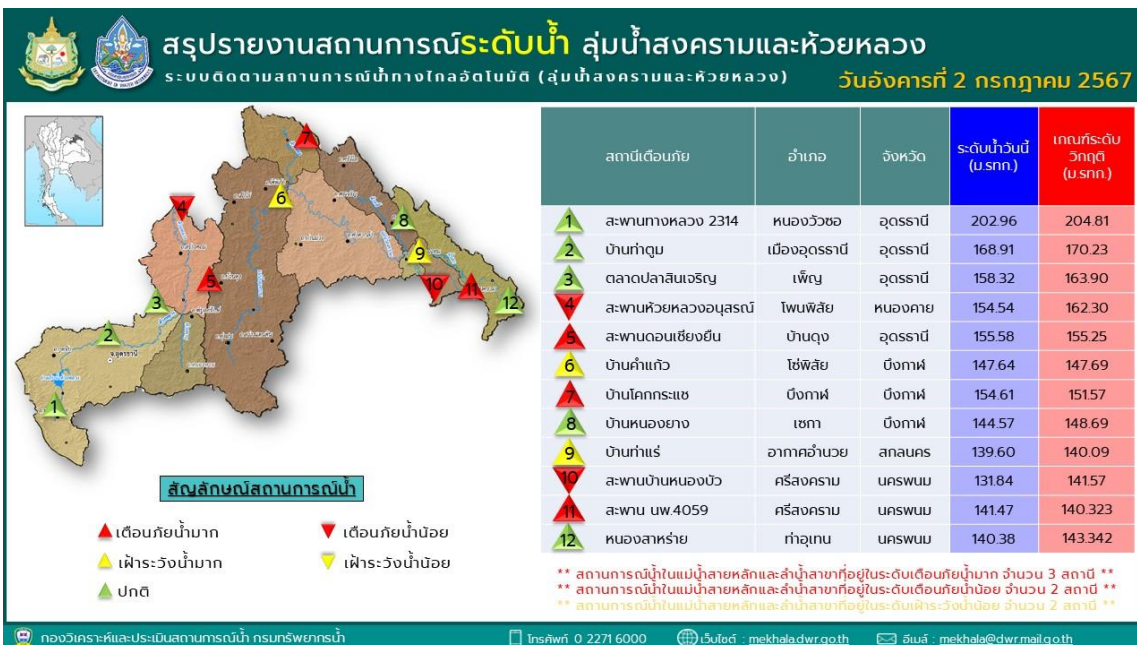 สรุปรายงานสถานการณ์ระดับน้ำ ลุ่มน้ำสงครามและห้วยหลวง
ระบบติดตามสถานการณ์น้ำทางไกลอัตโนมัติ (ลุ่มน้ำสงครามและห้วยหลวง) วันอังคารที่ 2 กรกฎาคม 2567
สถานีเตือนภัย อำเภอ จังหวัด ระดับน้ำวันนี้ (ม.รทก.) เกณฑ์ระดับวิกฤติ (ม.รทก.)
1 สะพานทางหลวง 2314 หนองวัวซอ อุดรธานี 202.96 204.81
2 บ้านท่าตูม เมืองอุดรธานี อุดรธานี 168.91 170.23
3 ตลาดปลาสินเจริญ เพ็ญ อุดรธานี 158.32 163.90
4 สะพานห้วยหลวงอนุสรณ์ โพนพิสัย หนองคาย 154.54 162.30
5 สะพานดอนเชียงยืน บ้านดุง อุดรธานี 155.58 155.25
6 บ้านคำแก้ว โซ่พิสัย บึงกาฬ 147.64 147.69
7 บ้านโคกกระแซ บึงกาฬ บึงกาฬ 154.61 151.57
8 บ้านหนองยาง เซกา บึงกาฬ 144.57 148.69
9 บ้านท่าแร่ อากาศอำนวย สกลนคร 139.60 140.09
10 สะพานบ้านหนองบัว ศรีสงคราม นครพนม 131.84 141.57
11 สะพาน นพ.4059 ศรีสงคราม นครพนม 141.47 140.323
12 หนองสาหร่าย ท่าอุเทน นครพนม 140.38 143.342
7
6
4
8
9
5
10
11
12
3
2
จ.อุดรธานี
1
สัญลักษณ์สถานการณ์น้ำ
เตือนภัยน้ำมาก เตือนภัยน้ำน้อย
เฝ้าระวังน้ำมาก เฝ้าระวังน้ำน้อย
ปกติ
** สถานการณ์น้ำในแม่น้ำสายหลักและลำน้ำสาขาที่อยู่ในระดับเตือนภัยน้ำมาก จำนวน 3 สถานี **
** สถานการณ์น้ำในแม่น้ำสายหลักและลำน้ำสาขาที่อยู่ในระดับเตือนภัยน้ำน้อย จำนวน 2 สถานี **
** สถานการณ์น้ำในแม่น้ำสายหลักและลำน้ำสาขาที่อยู่ในระดับเฝ้าระวังน้ำน้อย จำนวน 2 สถานี **
กองวิเคราะห์และประเมินสถานการณ์น้ำ กรมทรัพยากรน้ำ โทรศัพท์ 0 2271 6000 เว็บไซต์ : mekhala.dwr.go.th อีเมล์ : mekhala@dwr.mail.go.th